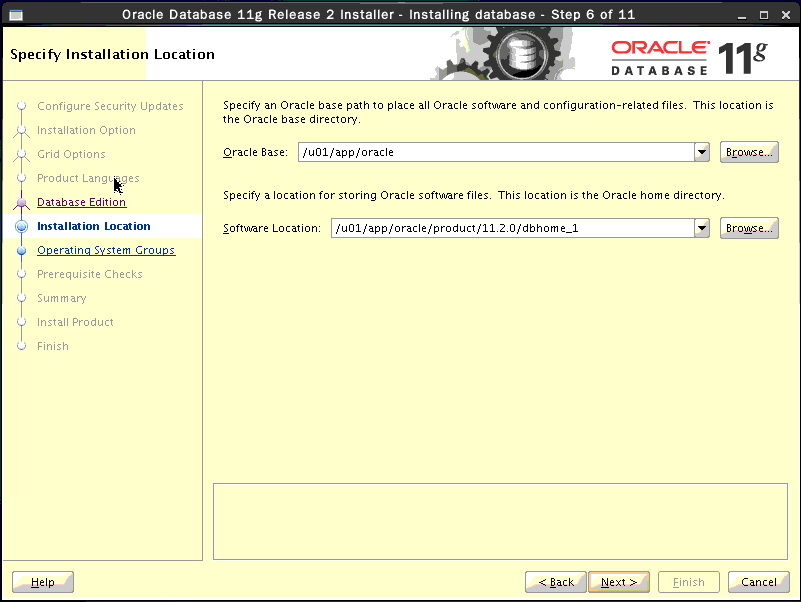 Oracle Database 11g Release 2 Installer - Installing database - Step 6 of 11
Specify Installation Location
ORACLE
DATABASE
11g
Configure Security Updates
Installation Option
Grid Options
Product Languages
Database Edition
Installation Location
Operating System Groups
Prerequisite Checks
Summary
Install Product
Finish
Specify an Oracle base path to place all Oracle software and configuration-related files. This location is
the Oracle base directory.
Oracle Base: /u01/app/oracle Browse...
Specify a location for storing Oracle software files. This location is the Oracle home directory.
Software Location: /u01/app/oracle/product/11.2.0/dbhome_1 Browse...
Help < Back Next > Finish Cancel